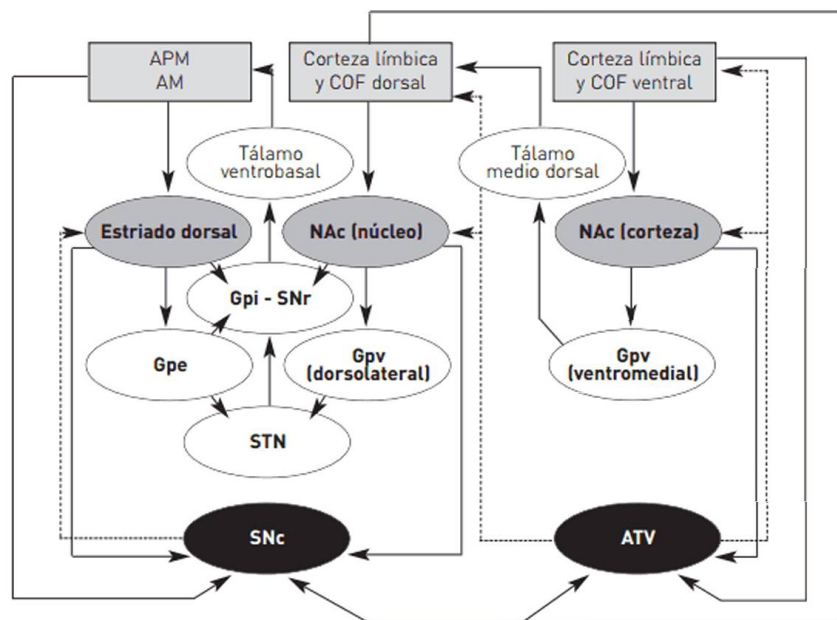 APM
AM
Corteza límbica
y COF dorsal
Corteza límbica
y COF ventral
Tálamo
ventrobasal
Tálamo
medio dorsal
Estriado dorsal
NAc (núcleo)
NAc (corteza)
Gpi - SNr
Gpe
Gpv
(dorsolateral)
Gpv
(ventromedial)
STN
SNc
ATV